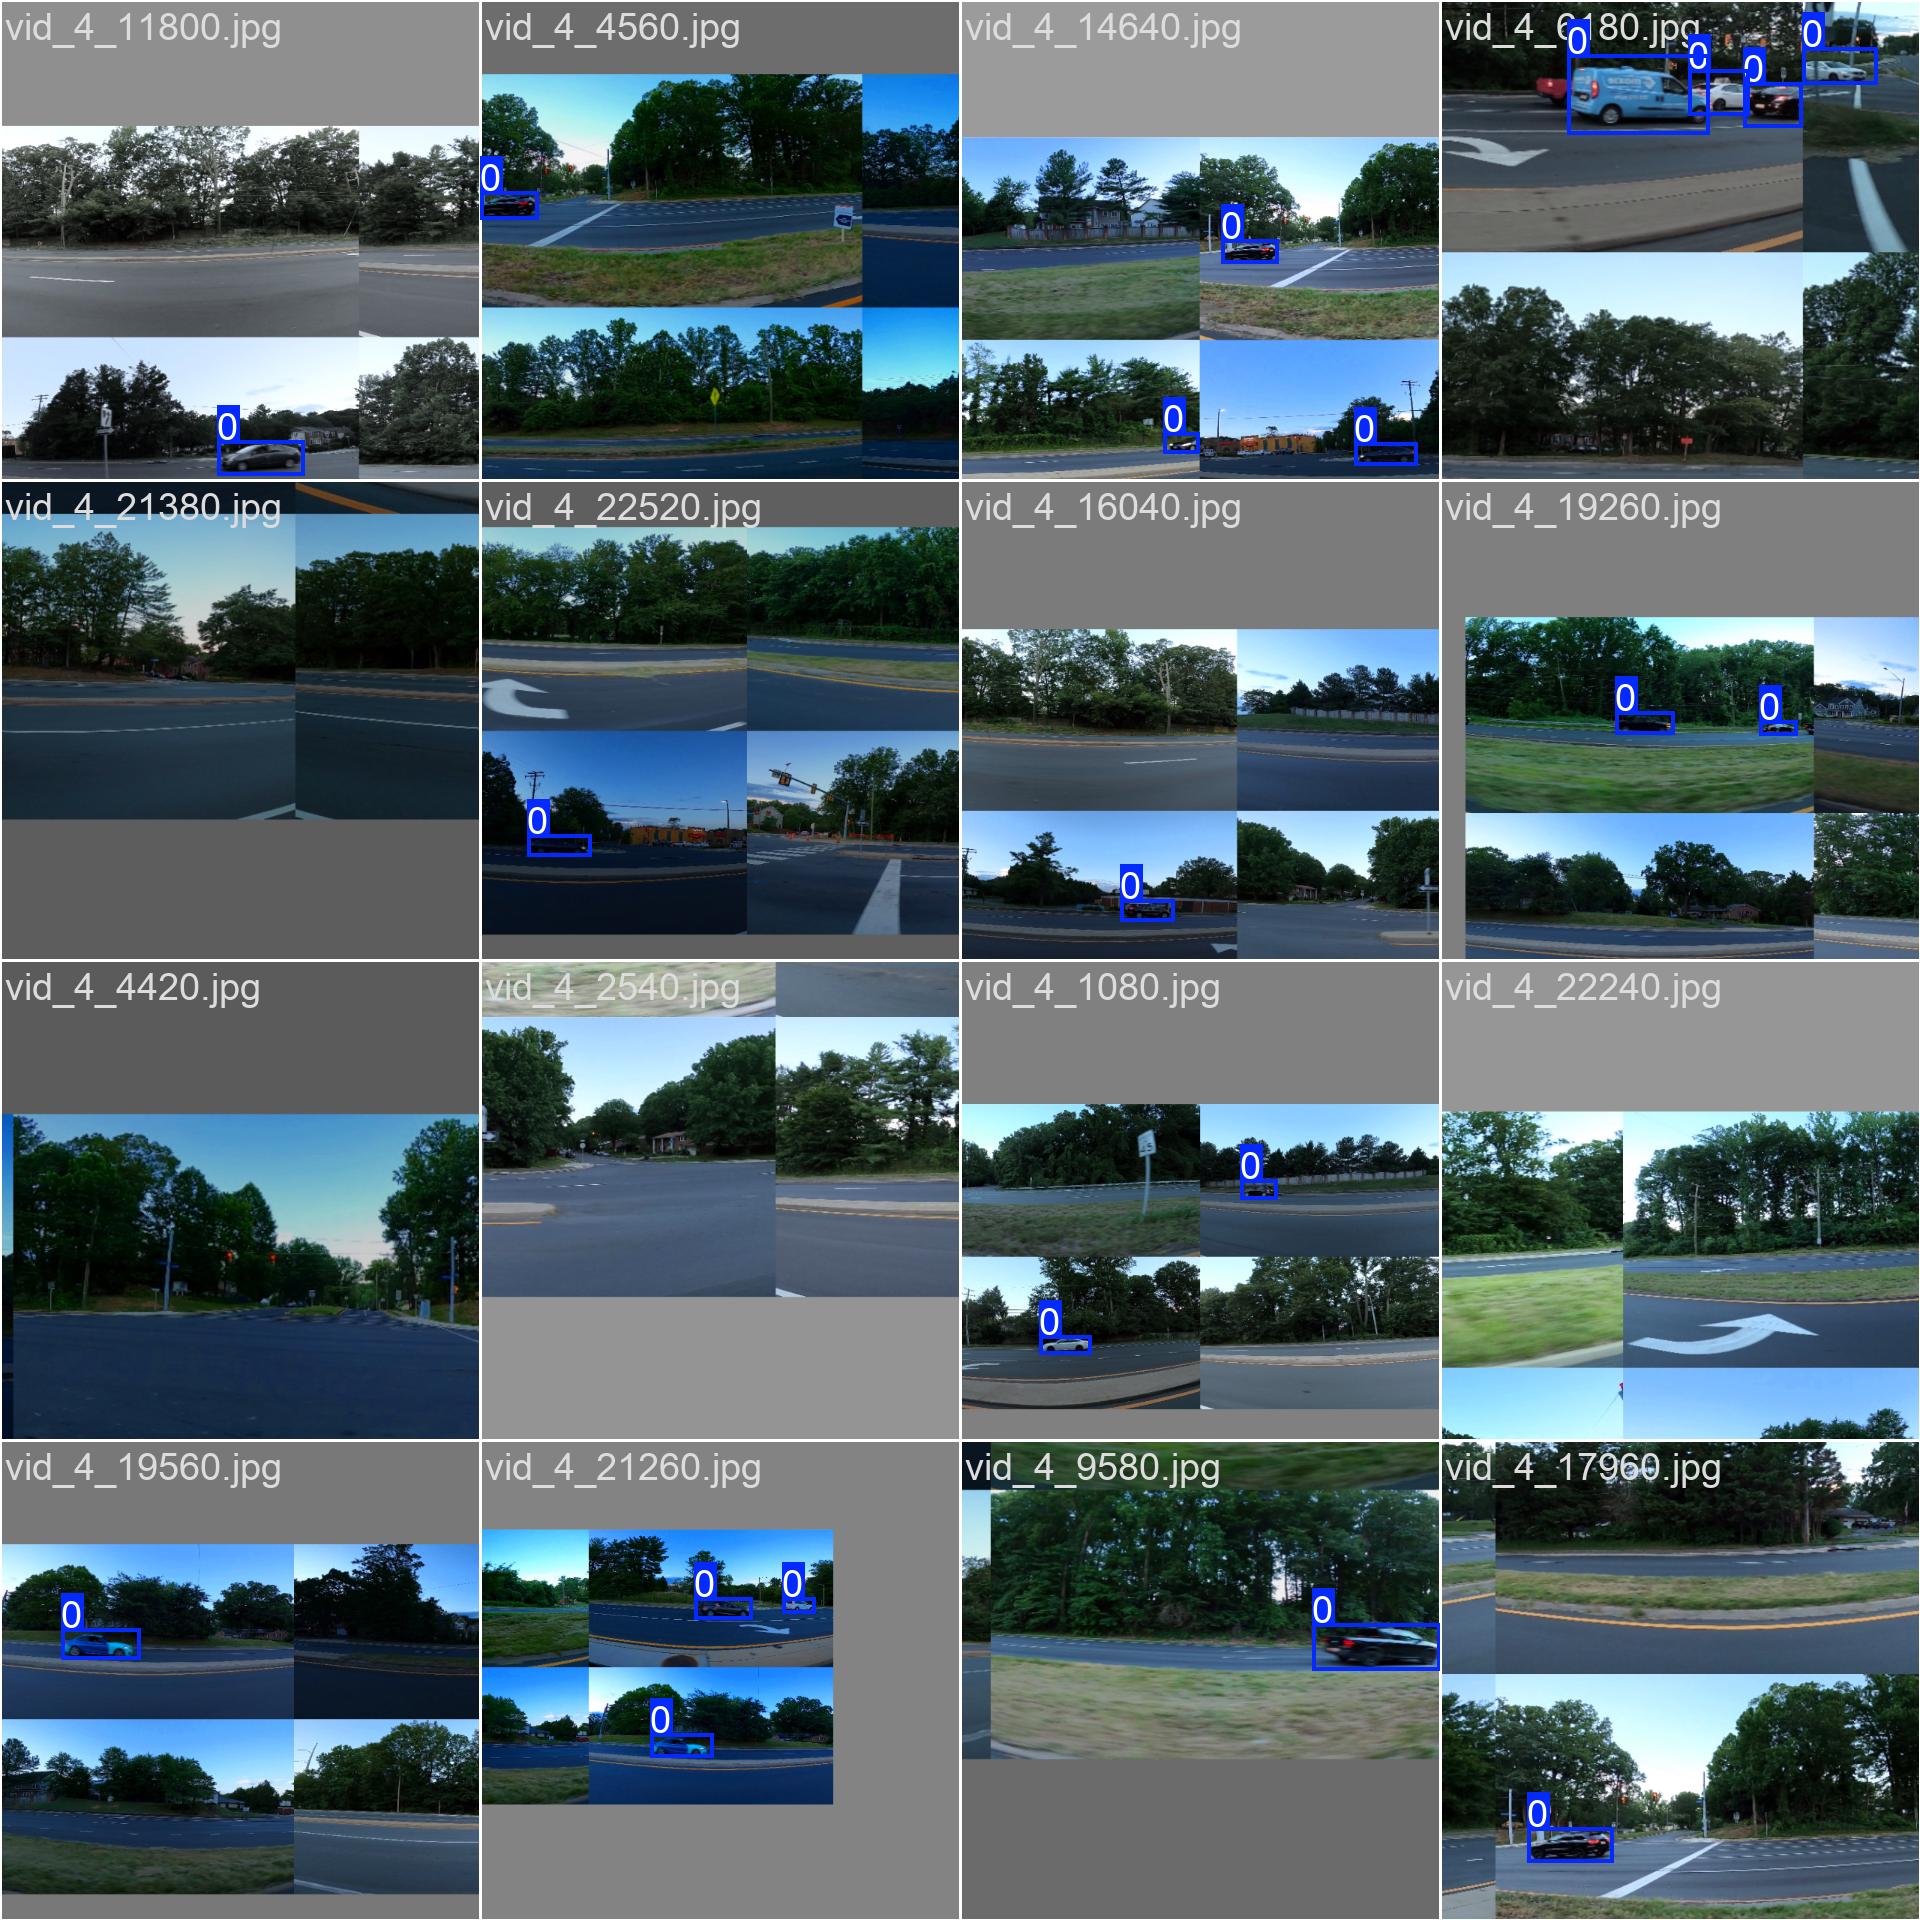 vid_4_11800.jpg
vid_4_4560.jpg
vid_4_14640.jpg
vid_4_6180.jpg
0
0
0
0
0
0
0
0
0
vid_4_21380.jpg
vid_4_22520.jpg
vid_4_16040.jpg
vid_4_19260.jpg
0
0
0
0
vid_4_4420.jpg
vid_4_2540.jpg
vid_4_1080.jpg
vid_4_22240.jpg
0
0
vid_4_19560.jpg
vid_4_21260.jpg
vid_4_9580.jpg
vid_4_17960.jpg
0
0
0
0
0
0